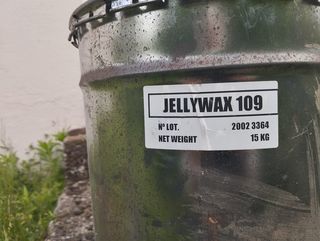 JELLYWAX 109
Nº LOT. 2002 3364
NET WEIGHT 15 KG